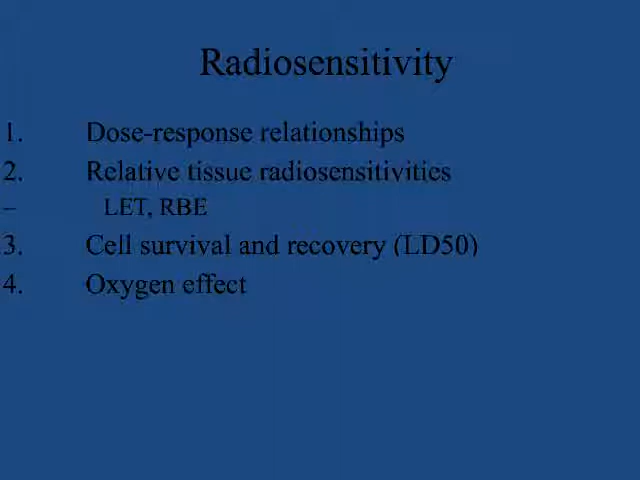 Radiosensitivity
1. Dose-response relationships
2. Relative tissue radiosensitivities
– LET, RBE
3. Cell survival and recovery (LD50)
4. Oxygen effect